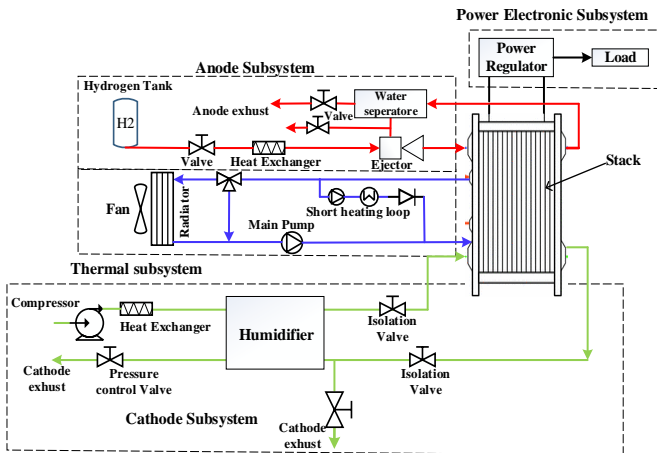 Power Electronic Subsystem
Power
Regulator
Load
Anode Subsystem
Hydrogen Tank
H2
Anode exhust
Valve
Water
seperatore
Valve
Heat Exchanger
Ejector
Stack
Fan
Radiator
Short heating loop
Main Pump
Thermal subsystem
Compressor
Heat Exchanger
Humidifier
Isolation
Valve
Cathode
exhust
Pressure
control Valve
Isolation
Valve
Cathode Subsystem
Cathode
exhust